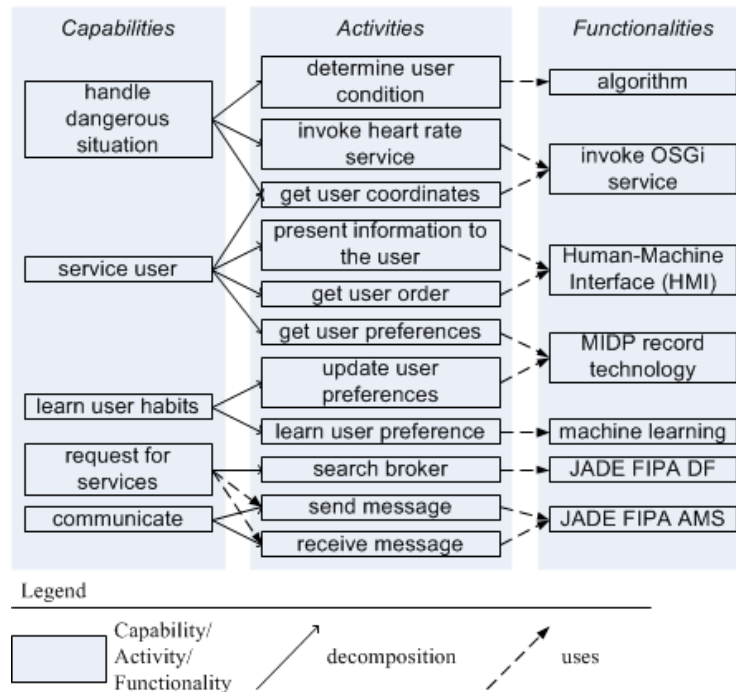 Capabilities
Activities
Functionalities
handle
dangerous
situation
service user
learn user habits
request for
services
communicate
determine user
condition
invoke heart rate
service
get user coordinates
present information to
the user
get user order
get user preferences
update user
preferences
learn user preference
search broker
send message
receive message
algorithm
invoke OSGi
service
Human-Machine
Interface (HMI)
MIDP record
technology
machine learning
JADE FIPA DF
JADE FIPA AMS
Legend
Capability/
Activity/
Functionality
decomposition
uses